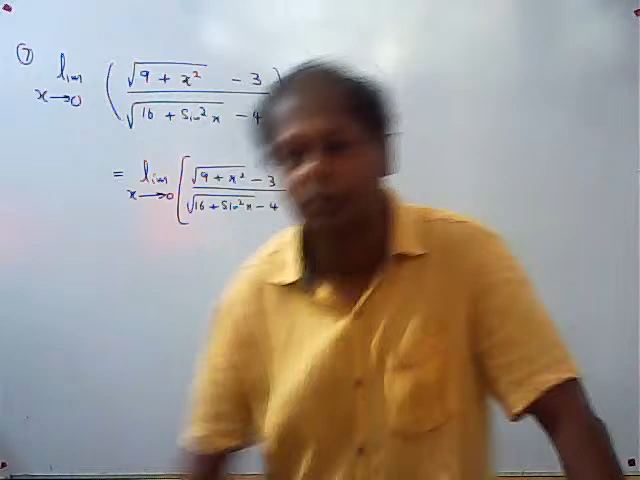 ⑦ lim x→0 ( (√(9 + x²) - 3) / (√(16 + Sin²x) - 4)
= lim x→0 [ (√(9 + x²) - 3) / (√(16 + Sin²x) - 4)